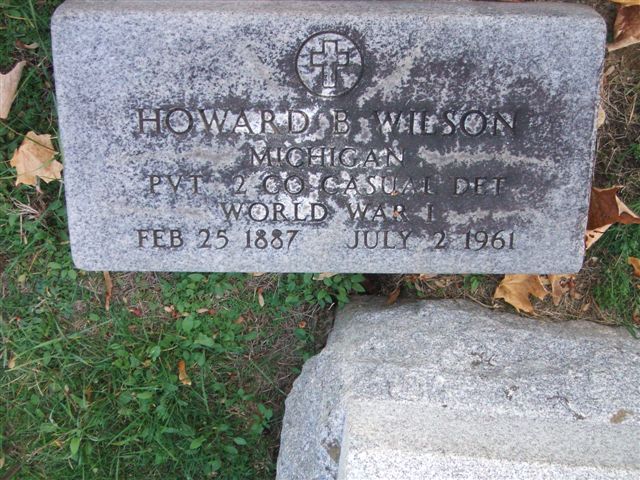 HOWARD B WILSON
MICHIGAN
PVT 2 CO CASUAL DET
WORLD WAR I
FEB 25 1887 JULY 2 1961